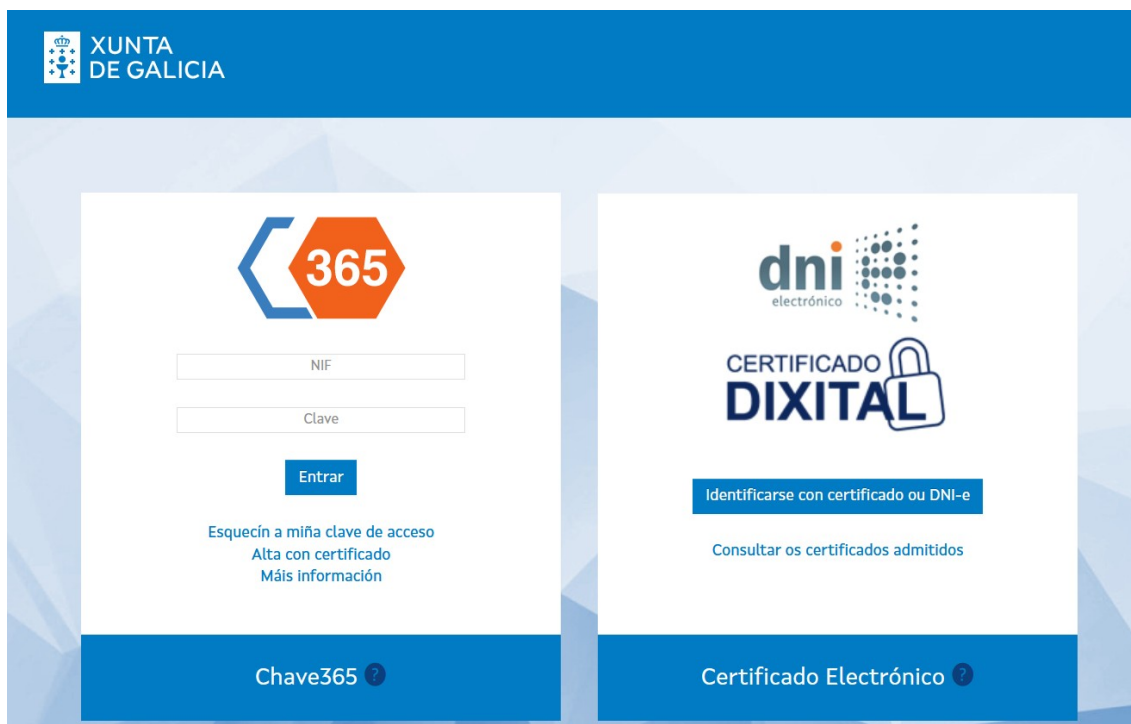 XUNTA
DE GALICIA
365
NIF
Clave
Entrar
Esquecín a miña clave de acceso
Alta con certificado
Máis información
Chave365 ?
dni
electrónico
CERTIFICADO
DIXITAL
Identificarse con certificado ou DNI-e
Consultar os certificados admitidos
Certificado Electrónico ?